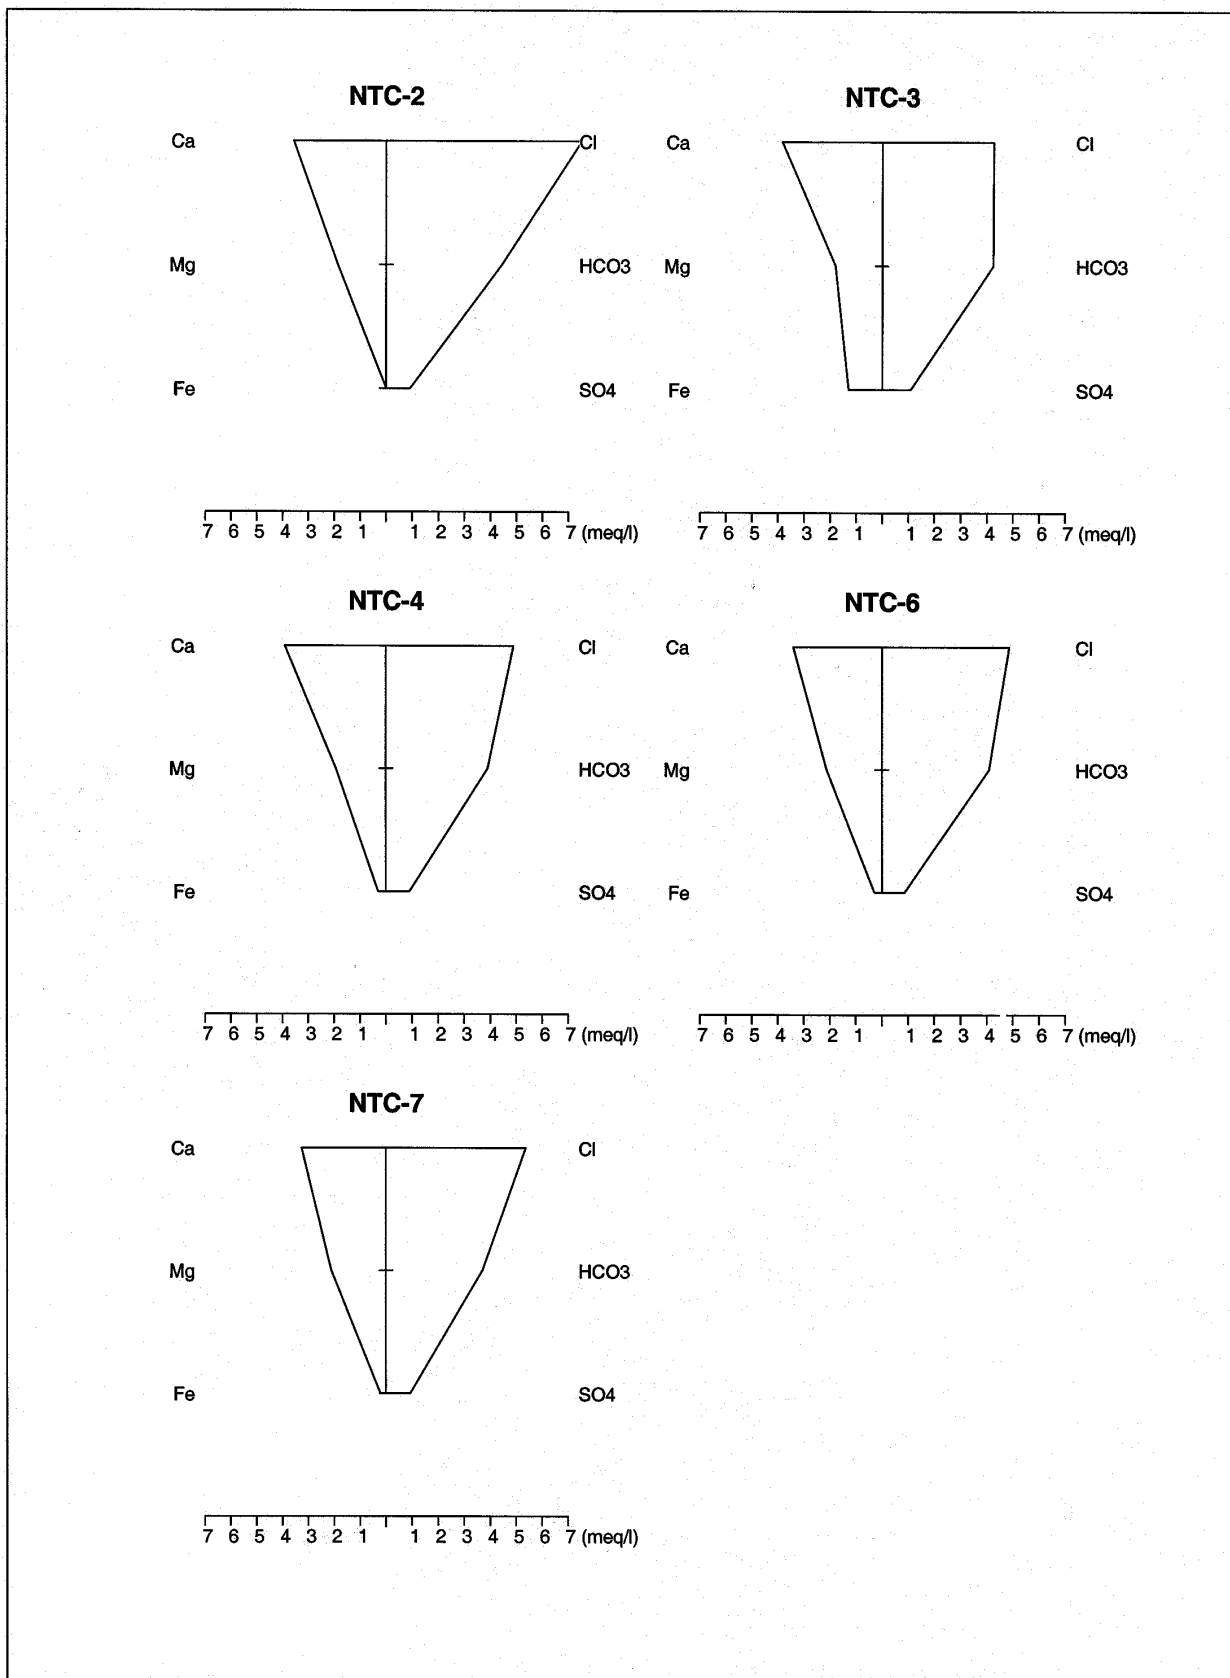 NTC-2
NTC-3
Ca Cl Ca Cl
Mg HCO3 Mg HCO3
Fe SO4 Fe SO4
7 6 5 4 3 2 1 1 2 3 4 5 6 7 (meq/l)
7 6 5 4 3 2 1 1 2 3 4 5 6 7 (meq/l)
NTC-4
NTC-6
Ca Cl Ca Cl
Mg HCO3 Mg HCO3
Fe SO4 Fe SO4
7 6 5 4 3 2 1 1 2 3 4 5 6 7 (meq/l)
7 6 5 4 3 2 1 1 2 3 4 5 6 7 (meq/l)
NTC-7
Ca Cl
Mg HCO3
Fe SO4
7 6 5 4 3 2 1 1 2 3 4 5 6 7 (meq/l)